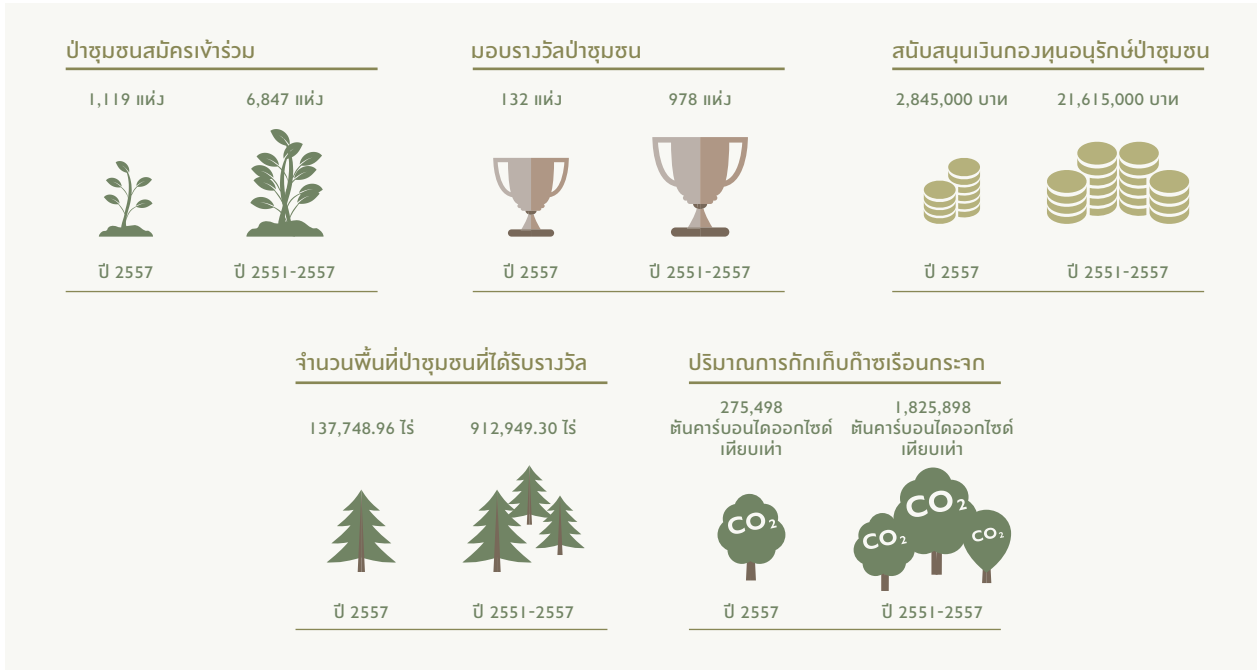 ป่าชุมชนสมัครเข้าร่วม
1,119 แห่ง
6,847 แห่ง
ปี 2557
ปี 2551-2557
มอบรางวัลป่าชุมชน
132 แห่ง
978 แห่ง
ปี 2557
ปี 2551-2557
สนับสนุนเงินกองทุนอนุรักษ์ป่าชุมชน
2,845,000 บาท
21,615,000 บาท
ปี 2557
ปี 2551-2557
จำนวนพื้นที่ป่าชุมชนที่ได้รับรางวัล
137,748.96 ไร่
912,949.30 ไร่
ปี 2557
ปี 2551-2557
ปริมาณการกักเก็บก๊าซเรือนกระจก
275,498
ตันคาร์บอนไดออกไซด์
เทียบเท่า
1,825,898
ตันคาร์บอนไดออกไซด์
เทียบเท่า
CO₂
CO₂
CO₂
CO₂
ปี 2557
ปี 2551-2557